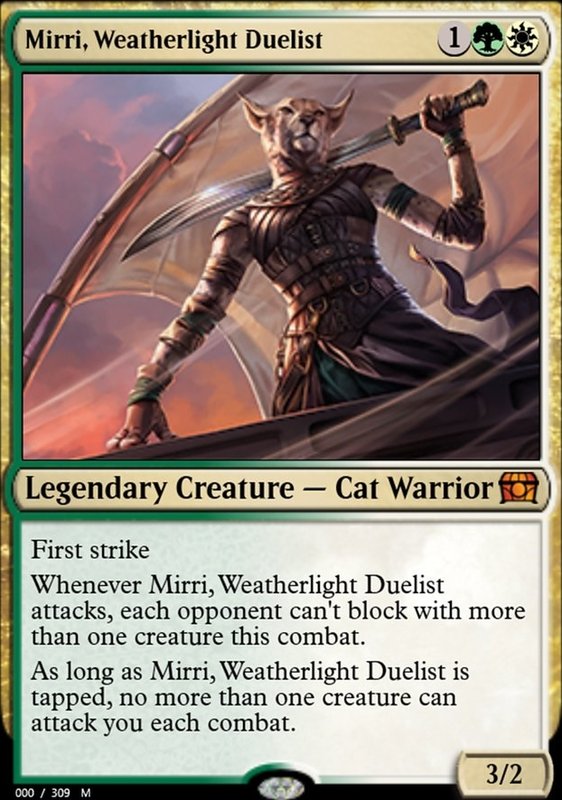 Mirri, Weatherlight Duelist 1
Legendary Creature — Cat Warrior
First strike
Whenever Mirri, Weatherlight Duelist
attacks, each opponent can't block with more
than one creature this combat.
As long as Mirri, Weatherlight Duelist is
tapped, no more than one creature can
attack you each combat.
3/2
000 / 309 M